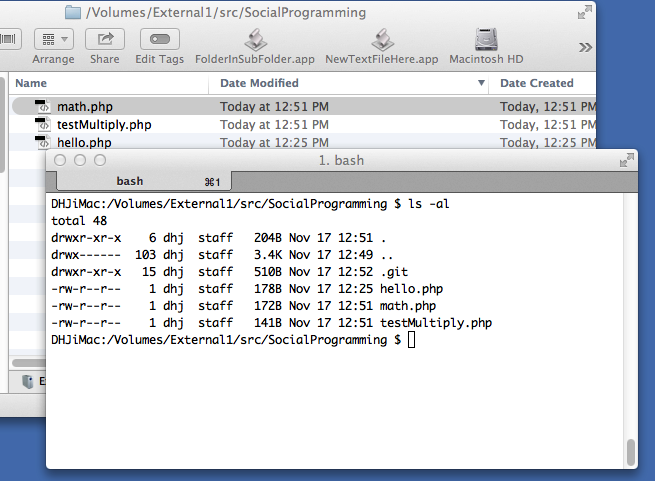 /Volumes/External1/src/SocialProgramming
Arrange Share Edit Tags FolderInSubFolder.app NewTextFileHere.app Macintosh HD
Name Date Modified Date Created
math.php Today at 12:51 PM Today, 12:51 PM
testMultiply.php Today at 12:51 PM Today, 12:51 PM
hello.php Today at 12:25 PM Today, 12:25 PM
1. bash
bash ⌘1
DHJiMac:/Volumes/External1/src/SocialProgramming $ ls -al
total 48
drwxr-xr-x 6 dhj staff 204B Nov 17 12:51 .
drwx------ 103 dhj staff 3.4K Nov 17 12:49 ..
drwxr-xr-x 15 dhj staff 510B Nov 17 12:52 .git
-rw-r--r-- 1 dhj staff 178B Nov 17 12:25 hello.php
-rw-r--r-- 1 dhj staff 172B Nov 17 12:51 math.php
-rw-r--r-- 1 dhj staff 141B Nov 17 12:51 testMultiply.php
DHJiMac:/Volumes/External1/src/SocialProgramming $